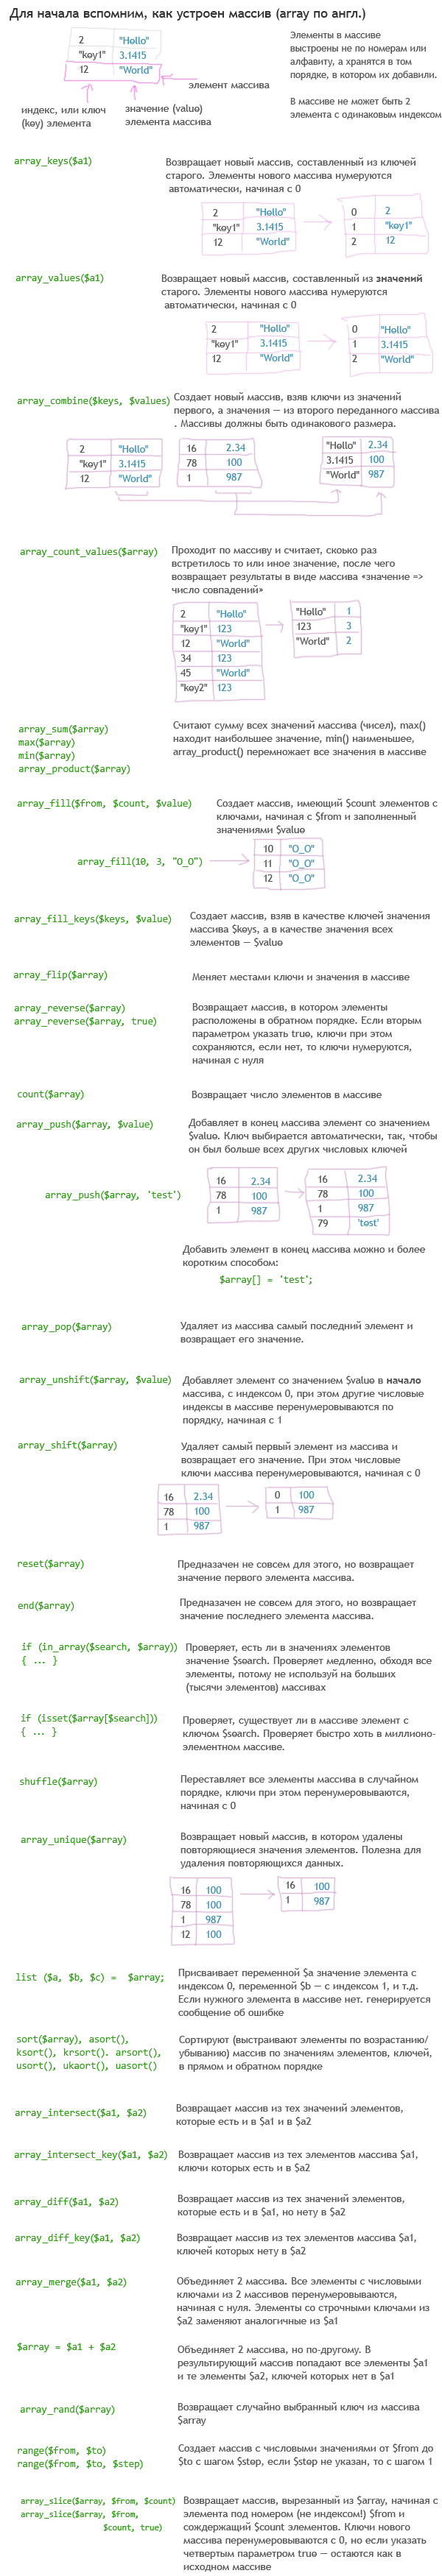 Для начала вспомним, как устроен массив (array по англ.)
2 "Hello"
"key1" 3.1415
12 "World"
элемент массива
индекс, или ключ
(key) элемента
значение (value)
элемента массива
Элементы в массиве
выстроены не по номерам или
алфавиту, а хранятся в том
порядке, в котором их добавили.
В массиве не может быть 2
элемента с одинаковым индексом
array_keys($a1)
Возвращает новый массив, составленный из ключей
старого. Элементы нового массива нумеруются
автоматически, начиная с 0
2 "Hello"
"key1" 3.1415
12 "World"
0 2
1 "key1"
2 12
array_values($a1)
Возвращает новый массив, составленный из значений
старого. Элементы нового массива нумеруются
автоматически, начиная с 0
2 "Hello"
"key1" 3.1415
12 "World"
0 "Hello"
1 3.1415
2 "World"
array_combine($keys, $values)
Создает новый массив, взяв ключи из значений
первого, а значения — из второго переданного массива
. Массивы должны быть одинакового размера.
2 "Hello"
"key1" 3.1415
12 "World"
16 2.34
78 100
1 987
"Hello" 2.34
3.1415 100
"World" 987
array_count_values($array)
Проходит по массиву и считает, скоько раз
встретилось то или иное значение, после чего
возвращает результаты в виде массива «значение =>
число совпадений»
2 "Hello"
"key1" 123
12 "World"
34 123
45 "World"
"key2" 123
"Hello" 1
123 3
"World" 2
array_sum($array)
max($array)
min($array)
array_product($array)
Считают сумму всех значений массива (чисел), max()
находит наибольшее значение, min() наименьшее,
array_product() перемножает все значения в массиве
array_fill($from, $count, $value)
Создает массив, имеющий $count элементов с
ключами, начиная с $from и заполненный
значениями $value
array_fill(10, 3, "O_O")
10 "O_O"
11 "O_O"
12 "O_O"
array_fill_keys($keys, $value)
Создает массив, взяв в качестве ключей значения
массива $keys, а в качестве значения всех
элементов — $value
array_flip($array)
Меняет местами ключи и значения в массиве
array_reverse($array)
array_reverse($array, true)
Возвращает массив, в котором элементы
расположены в обратном порядке. Если вторым
параметром указать true, ключи при этом
сохраняются, если нет, то ключи нумеруются,
начиная с нуля
count($array)
Возвращает число элементов в массиве
array_push($array, $value)
Добавляет в конец массива элемент со значением
$value. Ключ выбирается автоматически, так, чтобы
он был больше всех других числовых ключей
array_push($array, 'test')
16 2.34
78 100
1 987
16 2.34
78 100
1 987
79 'test'
Добавить элемент в конец массива можно и более
коротким способом:
$array[] = 'test';
array_pop($array)
Удаляет из массива самый последний элемент и
возвращает его значение.
array_unshift($array, $value)
Добавляет элемент со значением $value в начало
массива, с индексом 0, при этом другие числовые
индексы в массиве перенумеровываются по
порядку, начиная с 1
array_shift($array)
Удаляет самый первый элемент из массива и
возвращает его значение. При этом числовые
ключи массива перенумеровываются, начиная с 0
16 2.34
78 100
1 987
0 100
1 987
reset($array)
Предназачен не совсем для этого, но возвращает
значение первого элемента массива.
end($array)
Предназачен не совсем для этого, но возвращает
значение последнего элемента массива.
if (in_array($search, $array))
{ ... }
Проверяет, есть ли в значениях элементов
значение $search. Проверяет медленно, обходя все
элементы, потому не используй на больших
(тысячи элементов) массивах
if (isset($array[$search]))
{ ... }
Проверяет, существует ли в массиве элемент с
ключом $search. Проверяет быстро хоть в миллионо-
элементном массиве.
shuffle($array)
Переставляет все элементы массива в случайном
порядке, ключи при этом перенумеровываются,
начиная с 0
array_unique($array)
Возвращает новый массив, в котором удалены
повторяющиеся значения элементов. Полезна для
удаления повторяющихся данных.
16 100
78 100
1 987
12 100
16 100
1 987
list ($a, $b, $c) = $array;
Присваивает переменной $a значение элемента с
индексом 0, переменной $b — с индексом 1, и т.д.
Если нужного элемента в массиве нет. генерируется
сообщение об ошибке
sort($array), asort(),
ksort(), krsort(). arsort(),
usort(), ukaort(), uasort()
Сортируют (выстраивают элементы по возрастанию/
убыванию) массив по значениям элементов, ключей,
в прямом и обратном порядке
array_intersect($a1, $a2)
Возвращает массив из тех значений элементов,
которые есть и в $a1 и в $a2
array_intersect_key($a1, $a2)
Возвращает массив из тех элементов массива $a1,
ключи которых есть и в $a2
array_diff($a1, $a2)
Возвращает массив из тех значений элементов,
которые есть и в $a1, но нету в $a2
array_diff_key($a1, $a2)
Возвращает массив из тех элементов массива $a1,
ключей которых нету в $a2
array_merge($a1, $a2)
Объединяет 2 массива. Все элементы с числовыми
ключами из 2 массивов перенумеровываются,
начиная с нуля. Элементы со строчными ключами из
$a2 заменяют аналогичные из $a1
$array = $a1 + $a2
Объединяет 2 массива, но по-другому. В
результирующий массив попадают все элементы $a1
и те элементы $a2, ключей которых нет в $a1
array_rand($array)
Возвращает случайно выбранный ключ из массива
$array
range($from, $to)
range($from, $to, $step)
Создает массив с числовыми значениями от $from до
$to с шагом $step, если $step не указан, то с шагом 1
array_slice($array, $from, $count)
array_slice($array, $from,
$count, true)
Возвращает массив, вырезанный из $array, начиная с
элемента под номером (не индексом!) $from и
сождержащий $count элементов. Ключи нового
массива перенумеровываются с 0, но если указать
четвертым параметром true — остаются как в
исходном массиве